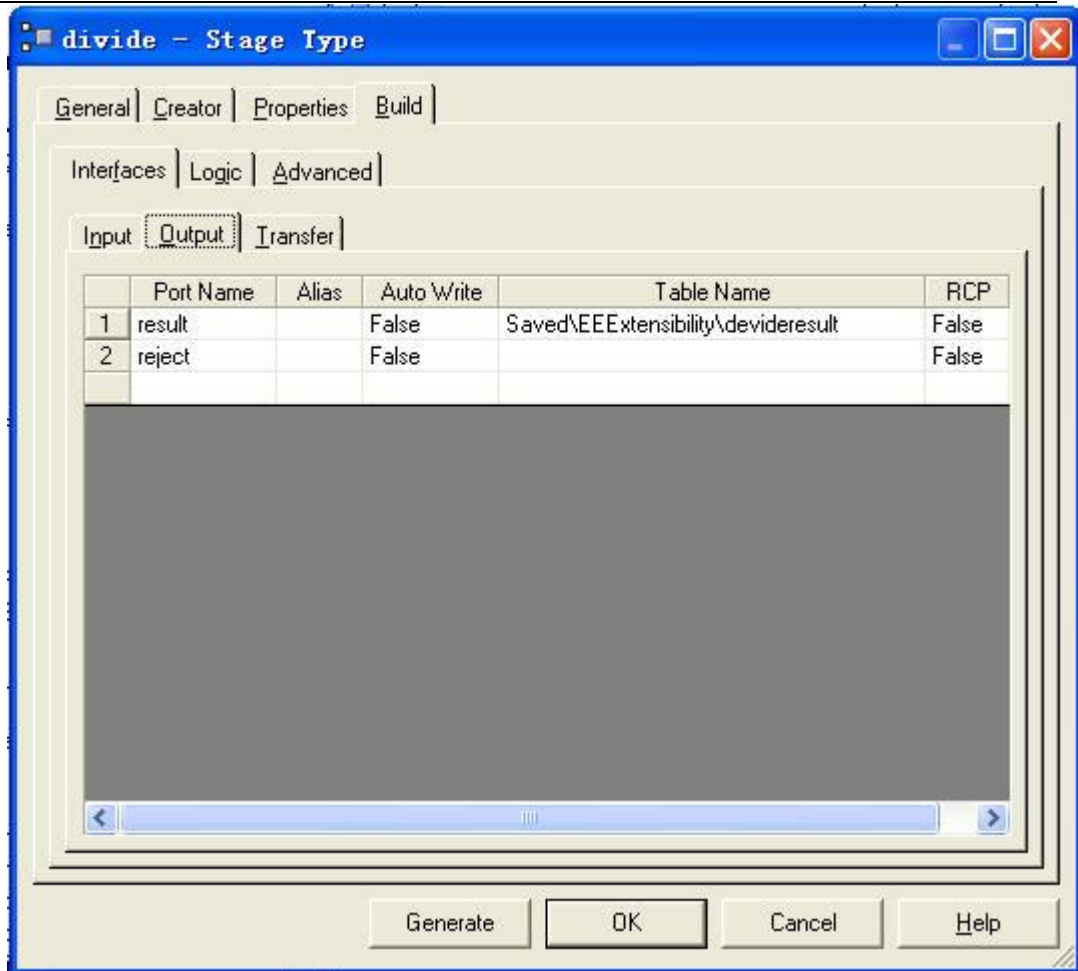 divide - Stage Type
General Creator Properties Build
Interfaces Logic Advanced
Input Output Transfer
Port Name Alias Auto Write Table Name RCP
1 result False Saved\EEExtensibility\devideresult False
2 reject False False
Generate OK Cancel Help